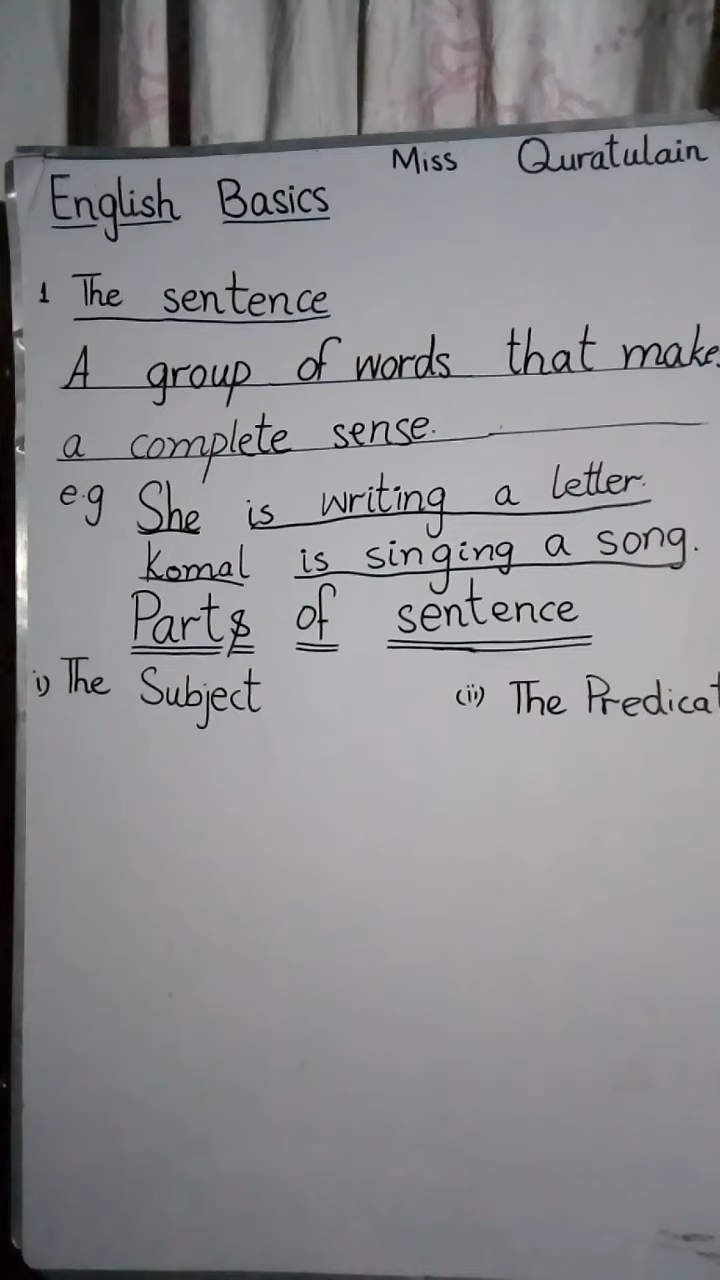 Miss Quratulain
English Basics
1 The sentence
A group of words that make
a complete sense.
e.g She is writing a letter.
Komal is singing a song.
Parts of sentence
i) The Subject (ii) The Predicat